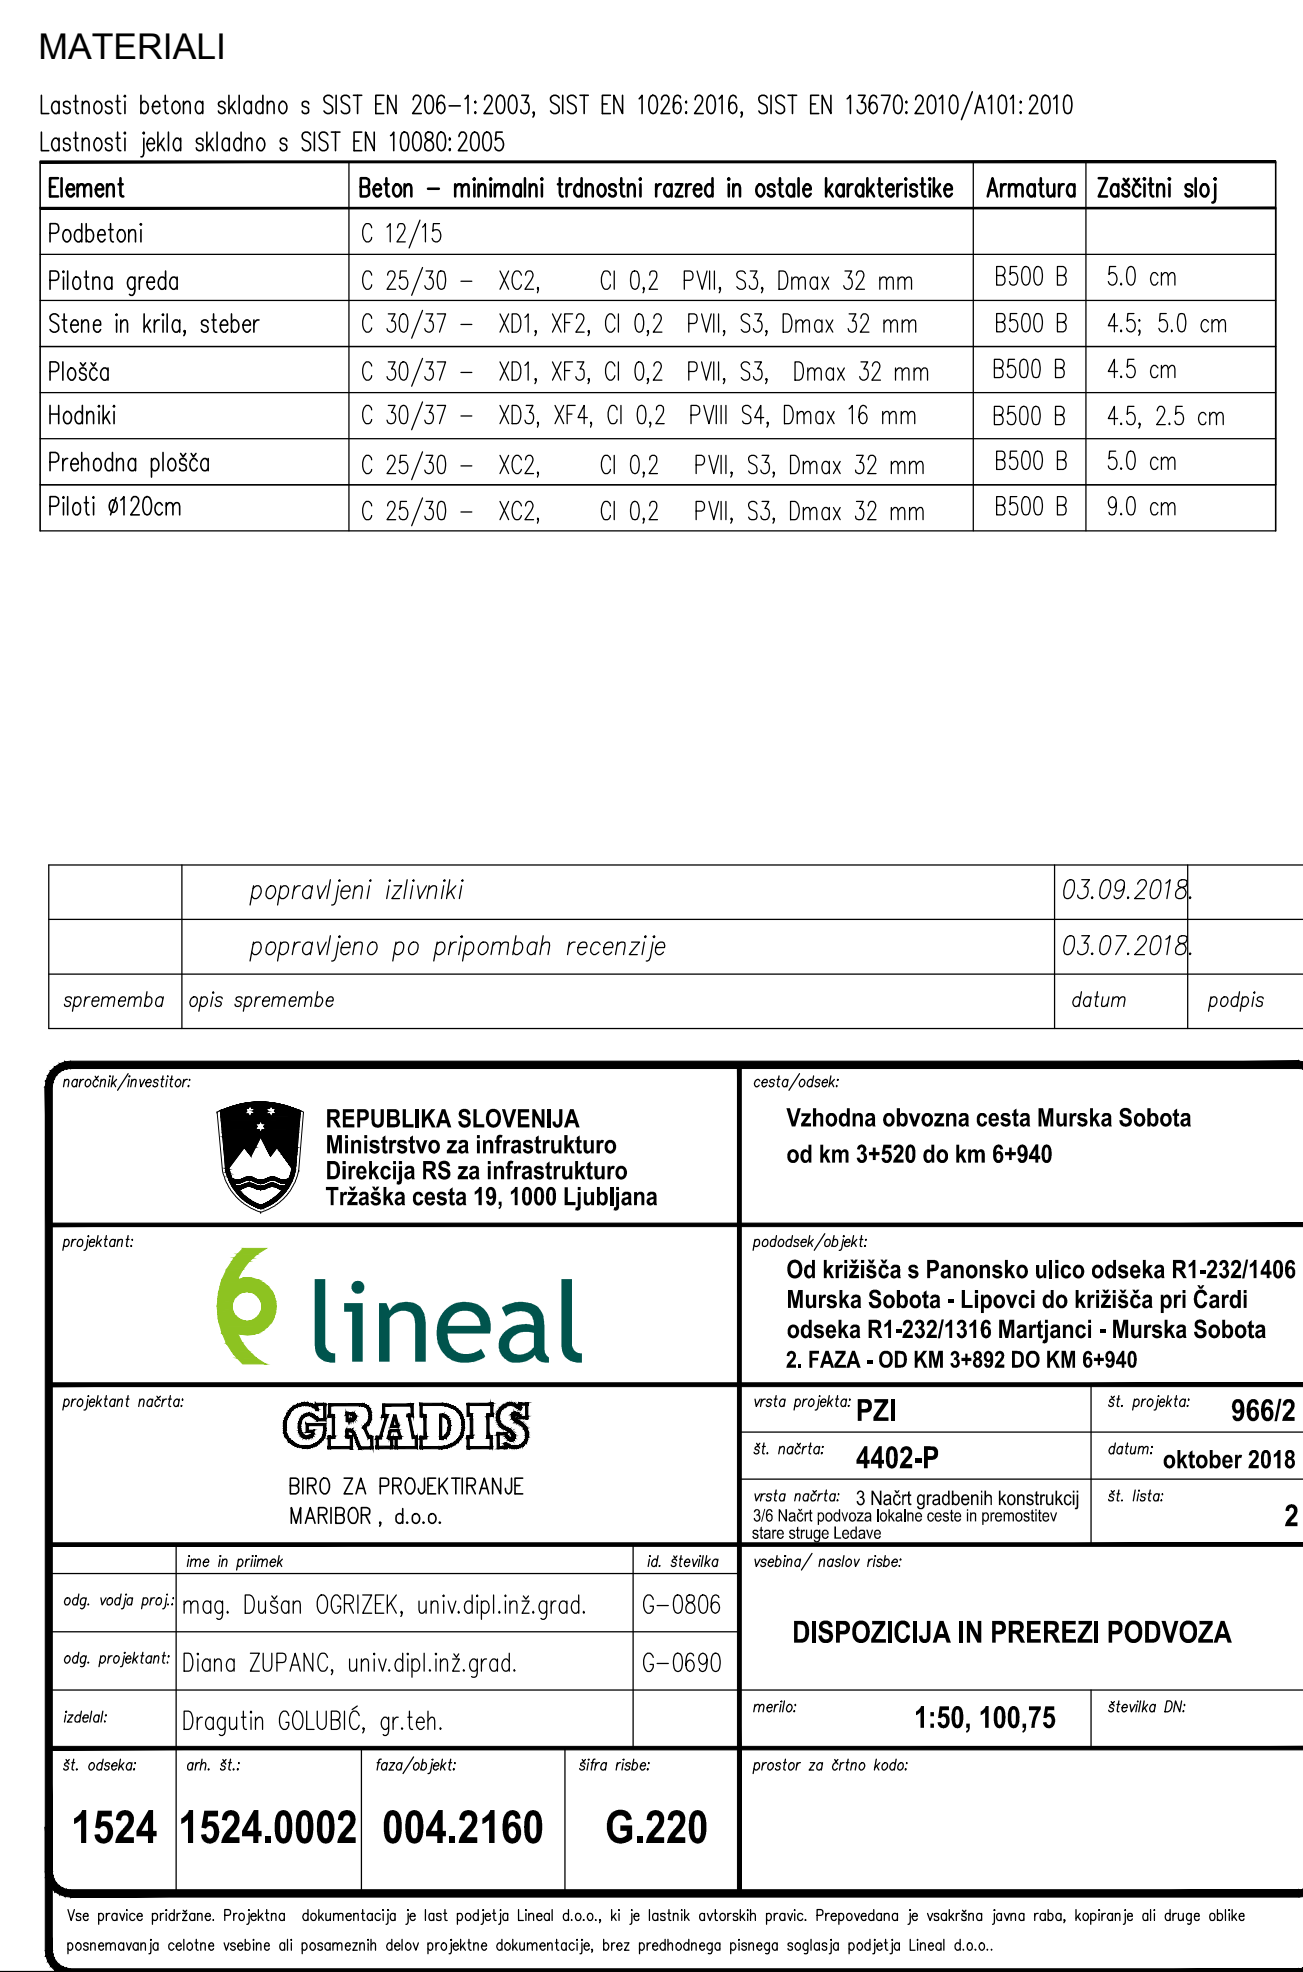 MATERIALI
Lastnosti betona skladno s SIST EN 206-1:2003, SIST EN 1026:2016, SIST EN 13670:2010/A101:2010
Lastnosti jekla skladno s SIST EN 10080:2005
Element Beton - minimalni trdnostni razred in ostale karakteristike Armatura Zaščitni sloj
Podbetoni C 12/15
Pilotna greda C 25/30 - XC2, Cl 0,2 PVII, S3, Dmax 32 mm B500 B 5.0 cm
Stene in krila, steber C 30/37 - XD1, XF2, Cl 0,2 PVII, S3, Dmax 32 mm B500 B 4.5; 5.0 cm
Plošča C 30/37 - XD1, XF3, Cl 0,2 PVII, S3, Dmax 32 mm B500 B 4.5 cm
Hodniki C 30/37 - XD3, XF4, Cl 0,2 PVIII S4, Dmax 16 mm B500 B 4.5, 2.5 cm
Prehodna plošča C 25/30 - XC2, Cl 0,2 PVII, S3, Dmax 32 mm B500 B 5.0 cm
Piloti Ø120cm C 25/30 - XC2, Cl 0,2 PVII, S3, Dmax 32 mm B500 B 9.0 cm
popravljeni izlivniki 03.09.2018.
popravljeno po pripombah recenzije 03.07.2018.
sprememba opis spremembe datum podpis
naročnik/investitor:
REPUBLIKA SLOVENIJA
Ministrstvo za infrastrukturo
Direkcija RS za infrastrukturo
Tržaška cesta 19, 1000 Ljubljana
cesta/odsek:
Vzhodna obvozna cesta Murska Sobota
od km 3+520 do km 6+940
projektant:
lineal
pododsek/objekt:
Od križišča s Panonsko ulico odseka R1-232/1406
Murska Sobota - Lipovci do križišča pri Čardi
odseka R1-232/1316 Martjanci - Murska Sobota
2. FAZA - OD KM 3+892 DO KM 6+940
projektant načrta:
GRADIS
BIRO ZA PROJEKTIRANJE
MARIBOR , d.o.o.
vrsta projekta: PZI št. projekta: 966/2
št. načrta: 4402-P datum: oktober 2018
vrsta načrta: 3 Načrt gradbenih konstrukcij št. lista: 2
3/6 Načrt podvoza lokalne ceste in premostitev
stare struge Ledave
ime in priimek id. številka
odg. vodja proj.: mag. Dušan OGRIZEK, univ.dipl.inž.grad. G-0806
odg. projektant: Diana ZUPANC, univ.dipl.inž.grad. G-0690
izdelal: Dragutin GOLUBIĆ, gr.teh.
vsebina/ naslov risbe:
DISPOZICIJA IN PREREZI PODVOZA
merilo: 1:50, 100,75 številka DN:
št. odseka: arh. št.: faza/objekt: šifra risbe: prostor za črtno kodo:
1524 1524.0002 004.2160 G.220
Vse pravice pridržane. Projektna dokumentacija je last podjetja Lineal d.o.o., ki je lastnik avtorskih pravic. Prepovedana je vsakršna javna raba, kopiranje ali druge oblike
posnemavanja celotne vsebine ali posameznih delov projektne dokumentacije, brez predhodnega pisnega soglasja podjetja Lineal d.o.o..